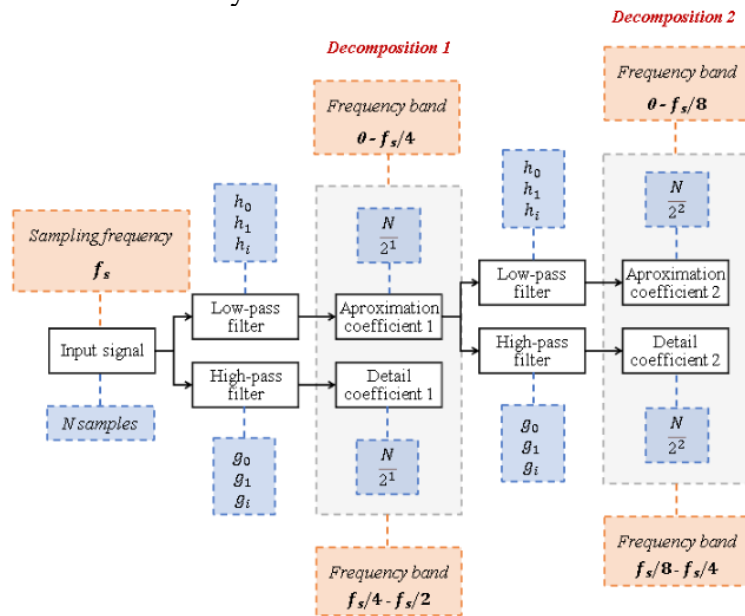 y
Decomposition 1
Decomposition 2
Frequency band
0 - f_s/4
Frequency band
0 - f_s/8
h_0
h_1
h_i
N
2^1
h_0
h_1
h_i
N
2^2
Sampling frequency
f_s
Input signal
N samples
Low-pass
filter
Aproximation
coefficient 1
Low-pass
filter
Aproximation
coefficient 2
High-pass
filter
Detail
coefficient 1
High-pass
filter
Detail
coefficient 2
g_0
g_1
g_i
N
2^1
g_0
g_1
g_i
N
2^2
Frequency band
f_s/4 - f_s/2
Frequency band
f_s/8 - f_s/4